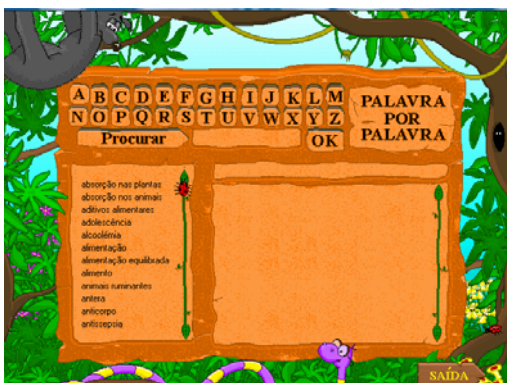 A B C D E F G H I J K L M
N O P Q R S T U V W X Y Z
Procurar OK
PALAVRA
POR
PALAVRA
absorção nas plantas
absorção nos animais
aditivos alimentares
adolescência
alcoolémia
alimentação
alimentação equilibrada
alimento
animais ruminantes
antera
anticorpo
antissepsia
SAÍDA